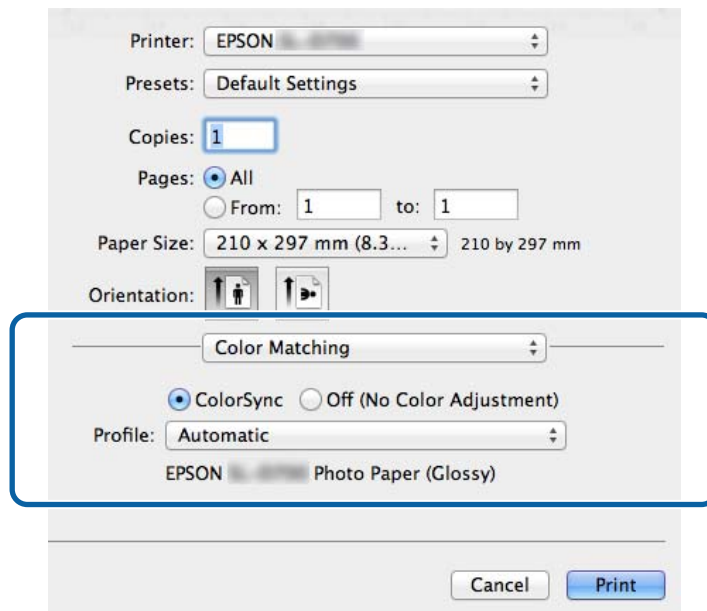 Printer: EPSON
Presets: Default Settings
Copies: 1
Pages: All
From: 1 to: 1
Paper Size: 210 x 297 mm (8.3... 210 by 297 mm
Orientation:
Color Matching
ColorSync Off (No Color Adjustment)
Profile: Automatic
EPSON Photo Paper (Glossy)
Cancel Print